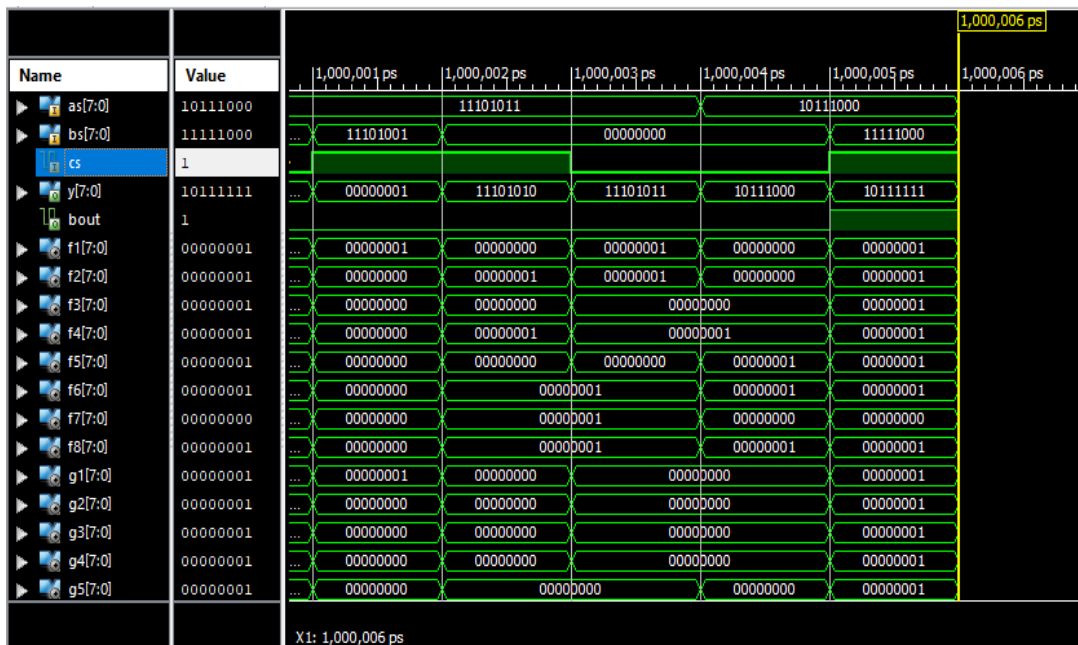 1,000,006 ps
Name Value 1,000,001 ps 1,000,002 ps 1,000,003 ps 1,000,004 ps 1,000,005 ps 1,000,006 ps
as[7:0] 10111000 11101011 10111000
bs[7:0] 11111000 ... 11101001 00000000 11111000
cs 1
y[7:0] 10111111 ... 00000001 11101010 11101011 10111000 10111111
bout 1
f1[7:0] 00000001 ... 00000001 00000000 00000001 00000000 00000001
f2[7:0] 00000001 ... 00000000 00000001 00000001 00000000 00000001
f3[7:0] 00000001 ... 00000000 00000000 00000000 00000001
f4[7:0] 00000001 ... 00000000 00000001 00000001 00000001
f5[7:0] 00000001 ... 00000000 00000000 00000000 00000001 00000001
f6[7:0] 00000001 ... 00000000 00000001 00000001 00000001
f7[7:0] 00000000 ... 00000000 00000001 00000000 00000000
f8[7:0] 00000001 ... 00000000 00000001 00000001 00000001
g1[7:0] 00000001 ... 00000001 00000000 00000000 00000001
g2[7:0] 00000001 ... 00000000 00000000 00000000 00000001
g3[7:0] 00000001 ... 00000000 00000000 00000000 00000001
g4[7:0] 00000001 ... 00000000 00000000 00000000 00000001
g5[7:0] 00000001 ... 00000000 00000000 00000000 00000001
X1: 1,000,006 ps